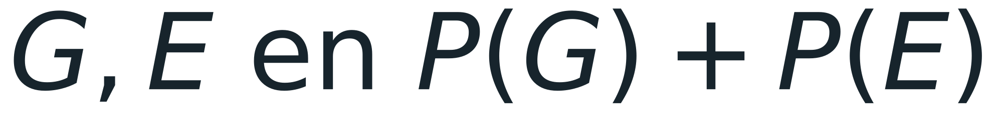 G, E en P(G) + P(E)